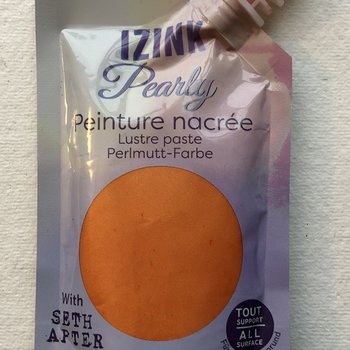 IZINK
Pearly
Peinture nacrée
Lustre paste
Perlmutt-Farbe
With
SETH
APTER
TOUT
SUPPORT
ALL
SURFACE